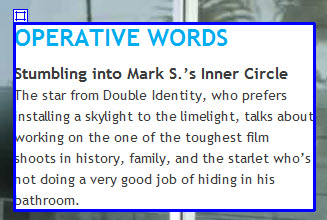 OPERATIVE WORDS
Stumbling into Mark S.'s Inner Circle
The star from Double Identity, who prefers
installing a skylight to the limelight, talks about
working on the one of the toughest film
shoots in history, family, and the starlet who's
not doing a very good job of hiding in his
bathroom.